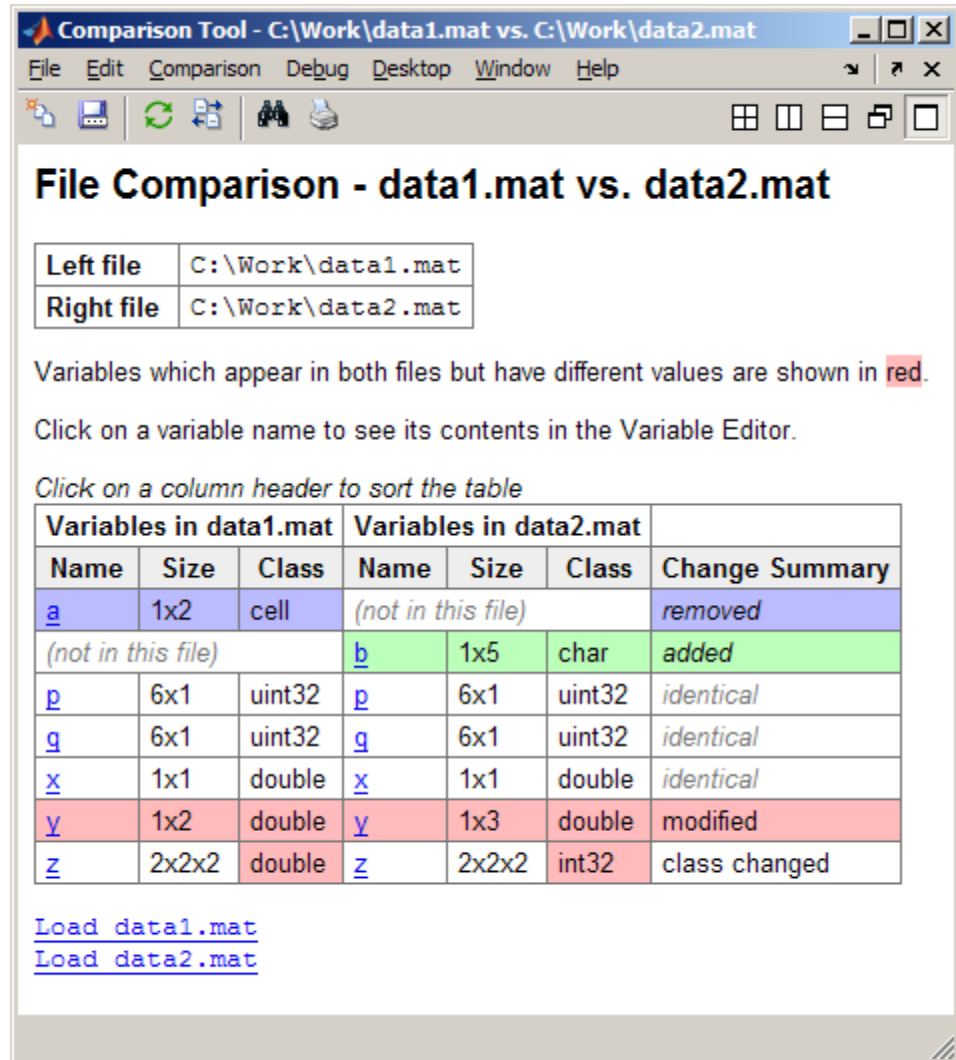 Comparison Tool - C:\Work\data1.mat vs. C:\Work\data2.mat
File Edit Comparison Debug Desktop Window Help
File Comparison - data1.mat vs. data2.mat
Left file C:\Work\data1.mat
Right file C:\Work\data2.mat
Variables which appear in both files but have different values are shown in red.
Click on a variable name to see its contents in the Variable Editor.
Click on a column header to sort the table
Variables in data1.mat Variables in data2.mat
Name Size Class Name Size Class Change Summary
a 1x2 cell (not in this file) removed
(not in this file) b 1x5 char added
p 6x1 uint32 p 6x1 uint32 identical
q 6x1 uint32 q 6x1 uint32 identical
x 1x1 double x 1x1 double identical
y 1x2 double y 1x3 double modified
z 2x2x2 double z 2x2x2 int32 class changed
Load data1.mat
Load data2.mat